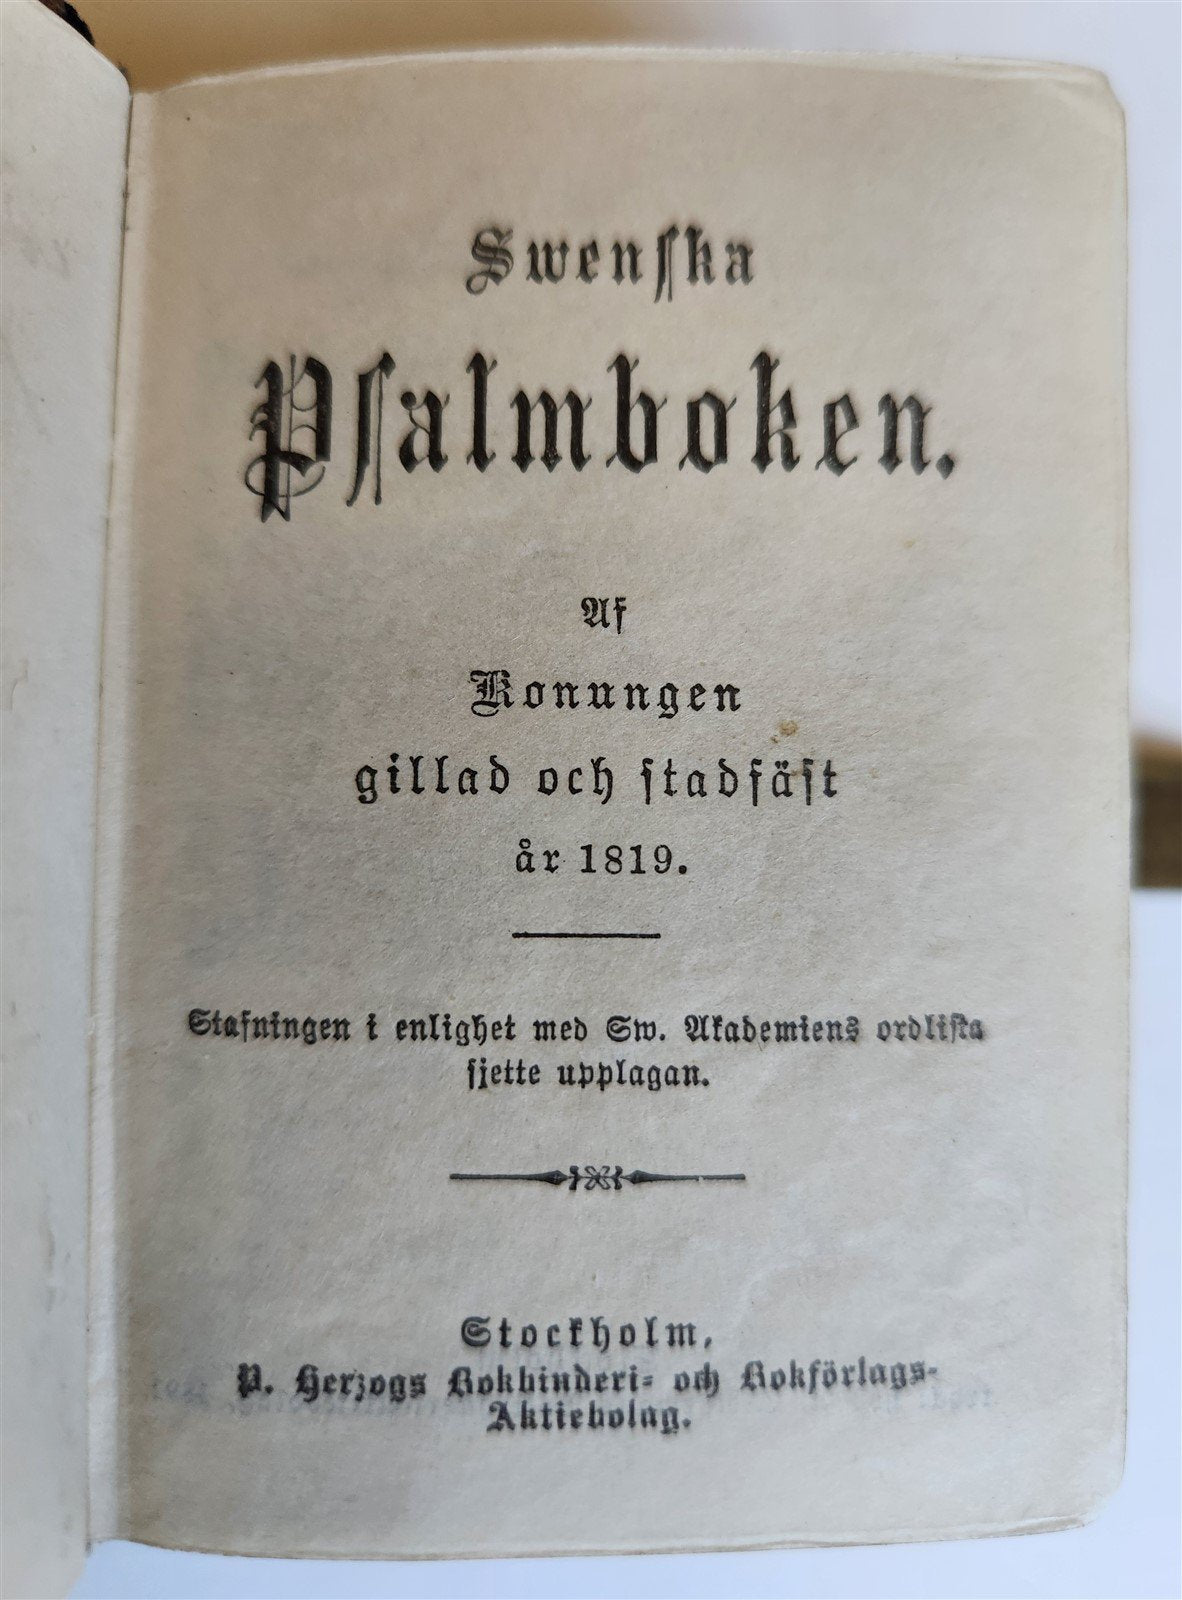 Swenſka
Pſalmboken.
Af
Konungen
gillad och ſtadfäſt
år 1819.
Stafningen i enlighet med Sw. Akademiens ordliſta
ſjette upplagan.
Stockholm,
P. Herzogs Bokbinderi- och Bokförlags-
Aktiebolag.